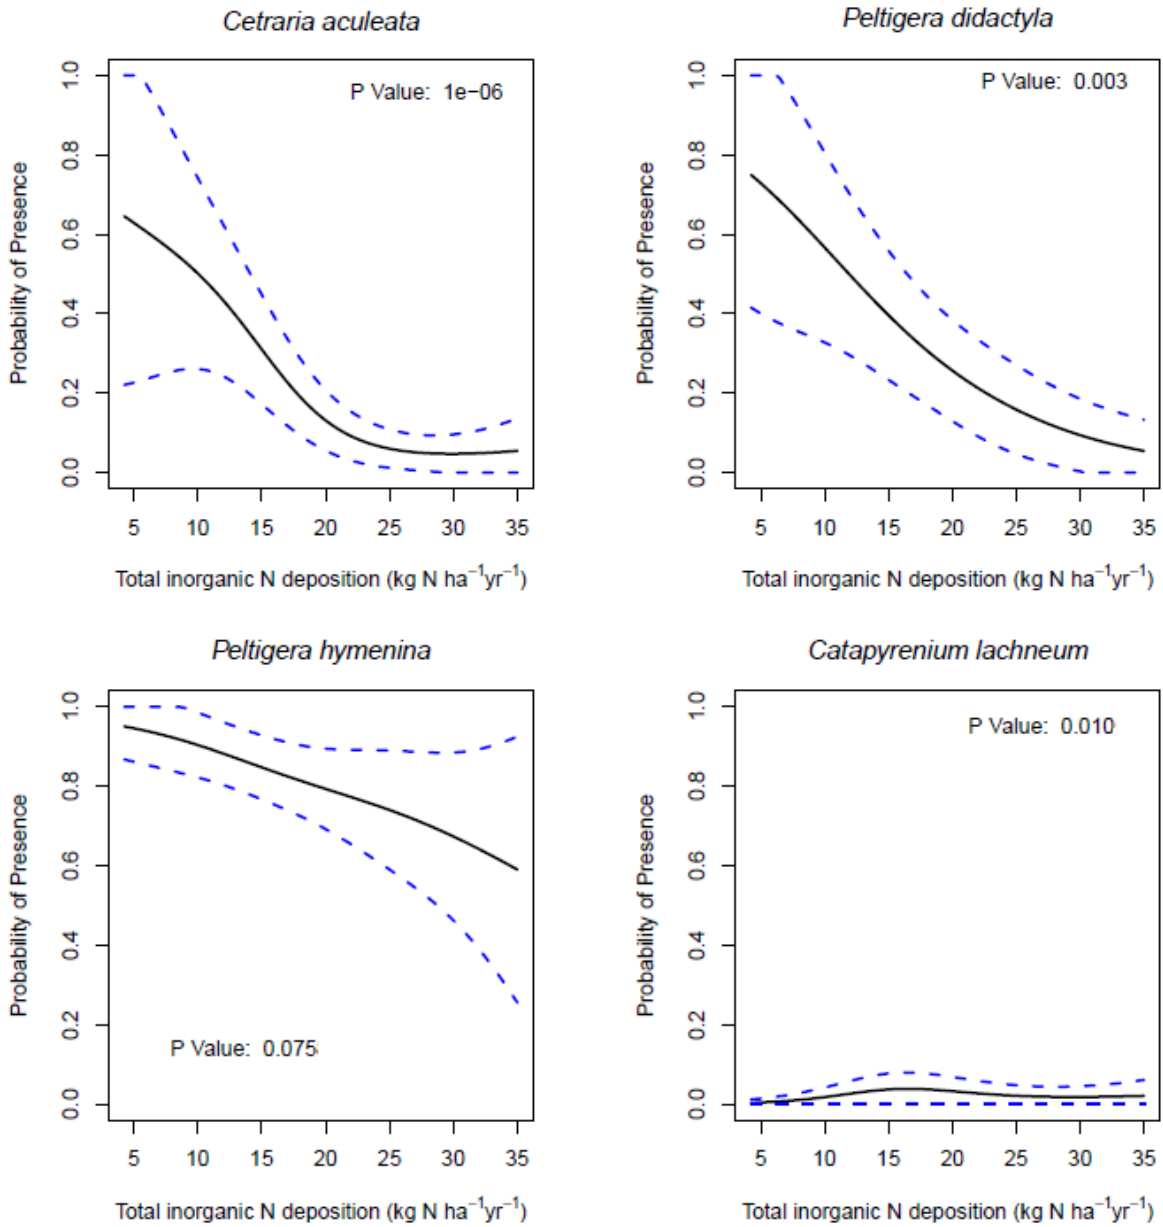 Cetraria aculeata
P Value: 1e−06
Probability of Presence
1.0
0.8
0.6
0.4
0.2
0.0
5 10 15 20 25 30 35
Total inorganic N deposition (kg N ha⁻¹yr⁻¹)
Peltigera didactyla
P Value: 0.003
Probability of Presence
1.0
0.8
0.6
0.4
0.2
0.0
5 10 15 20 25 30 35
Total inorganic N deposition (kg N ha⁻¹yr⁻¹)
Peltigera hymenina
P Value: 0.075
Probability of Presence
1.0
0.8
0.6
0.4
0.2
0.0
5 10 15 20 25 30 35
Total inorganic N deposition (kg N ha⁻¹yr⁻¹)
Catapyrenium lachneum
P Value: 0.010
Probability of Presence
1.0
0.8
0.6
0.4
0.2
0.0
5 10 15 20 25 30 35
Total inorganic N deposition (kg N ha⁻¹yr⁻¹)